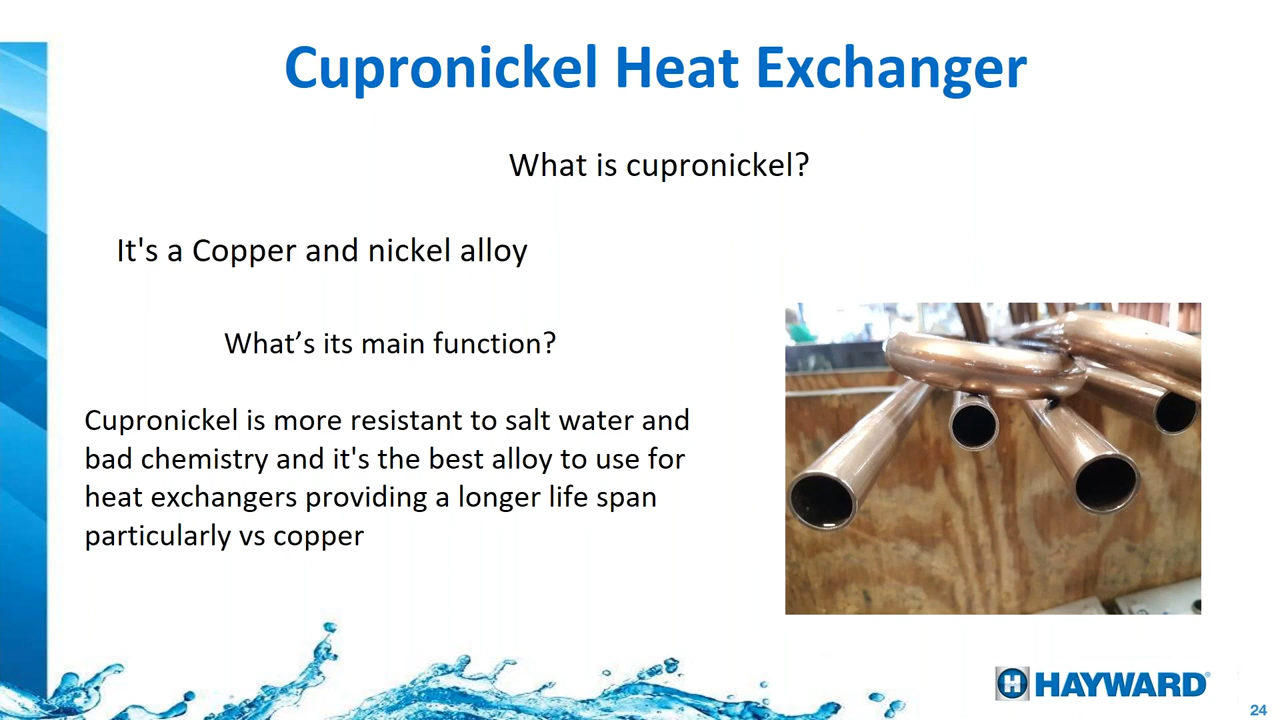 Cupronickel Heat Exchanger
What is cupronickel?
It's a Copper and nickel alloy
What’s its main function?
Cupronickel is more resistant to salt water and
bad chemistry and it's the best alloy to use for
heat exchangers providing a longer life span
particularly vs copper
H HAYWARD®
24